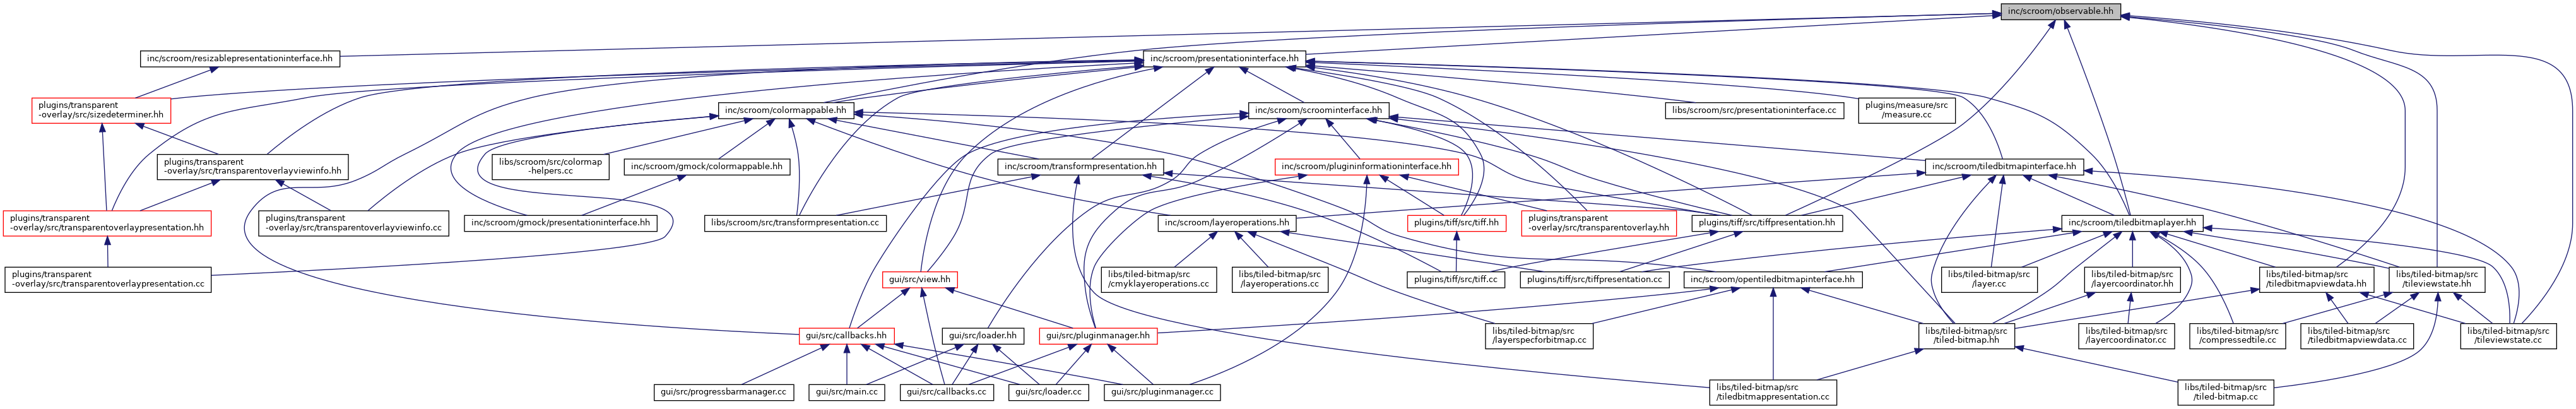 inc/scroom/observable.hh
inc/scroom/resizablepresentationinterface.hh
inc/scroom/presentationinterface.hh
plugins/transparent
-overlay/src/sizedeterminer.hh
inc/scroom/colormappable.hh
inc/scroom/scroominterface.hh
libs/scroom/src/presentationinterface.cc
plugins/measure/src
/measure.cc
plugins/transparent
-overlay/src/transparentoverlayviewinfo.hh
libs/scroom/src/colormap
-helpers.cc
inc/scroom/gmock/colormappable.hh
inc/scroom/transformpresentation.hh
inc/scroom/plugininformationinterface.hh
inc/scroom/tiledbitmapinterface.hh
plugins/transparent
-overlay/src/transparentoverlaypresentation.hh
plugins/transparent
-overlay/src/transparentoverlayviewinfo.cc
inc/scroom/gmock/presentationinterface.hh
libs/scroom/src/transformpresentation.cc
inc/scroom/layeroperations.hh
plugins/tiff/src/tiff.hh
plugins/transparent
-overlay/src/transparentoverlay.hh
plugins/tiff/src/tiffpresentation.hh
inc/scroom/tiledbitmaplayer.hh
plugins/transparent
-overlay/src/transparentoverlaypresentation.cc
gui/src/view.hh
libs/tiled-bitmap/src
/cmyklayeroperations.cc
libs/tiled-bitmap/src
/layeroperations.cc
plugins/tiff/src/tiff.cc
plugins/tiff/src/tiffpresentation.cc
inc/scroom/opentiledbitmapinterface.hh
libs/tiled-bitmap/src
/layer.cc
libs/tiled-bitmap/src
/layercoordinator.hh
libs/tiled-bitmap/src
/tiledbitmapviewdata.hh
libs/tiled-bitmap/src
/tileviewstate.hh
gui/src/callbacks.hh
gui/src/loader.hh
gui/src/pluginmanager.hh
libs/tiled-bitmap/src
/layerspecforbitmap.cc
libs/tiled-bitmap/src
/tiled-bitmap.hh
libs/tiled-bitmap/src
/layercoordinator.cc
libs/tiled-bitmap/src
/compressedtile.cc
libs/tiled-bitmap/src
/tiledbitmapviewdata.cc
libs/tiled-bitmap/src
/tileviewstate.cc
gui/src/progressbarmanager.cc
gui/src/main.cc
gui/src/callbacks.cc
gui/src/loader.cc
gui/src/pluginmanager.cc
libs/tiled-bitmap/src
/tiledbitmappresentation.cc
libs/tiled-bitmap/src
/tiled-bitmap.cc